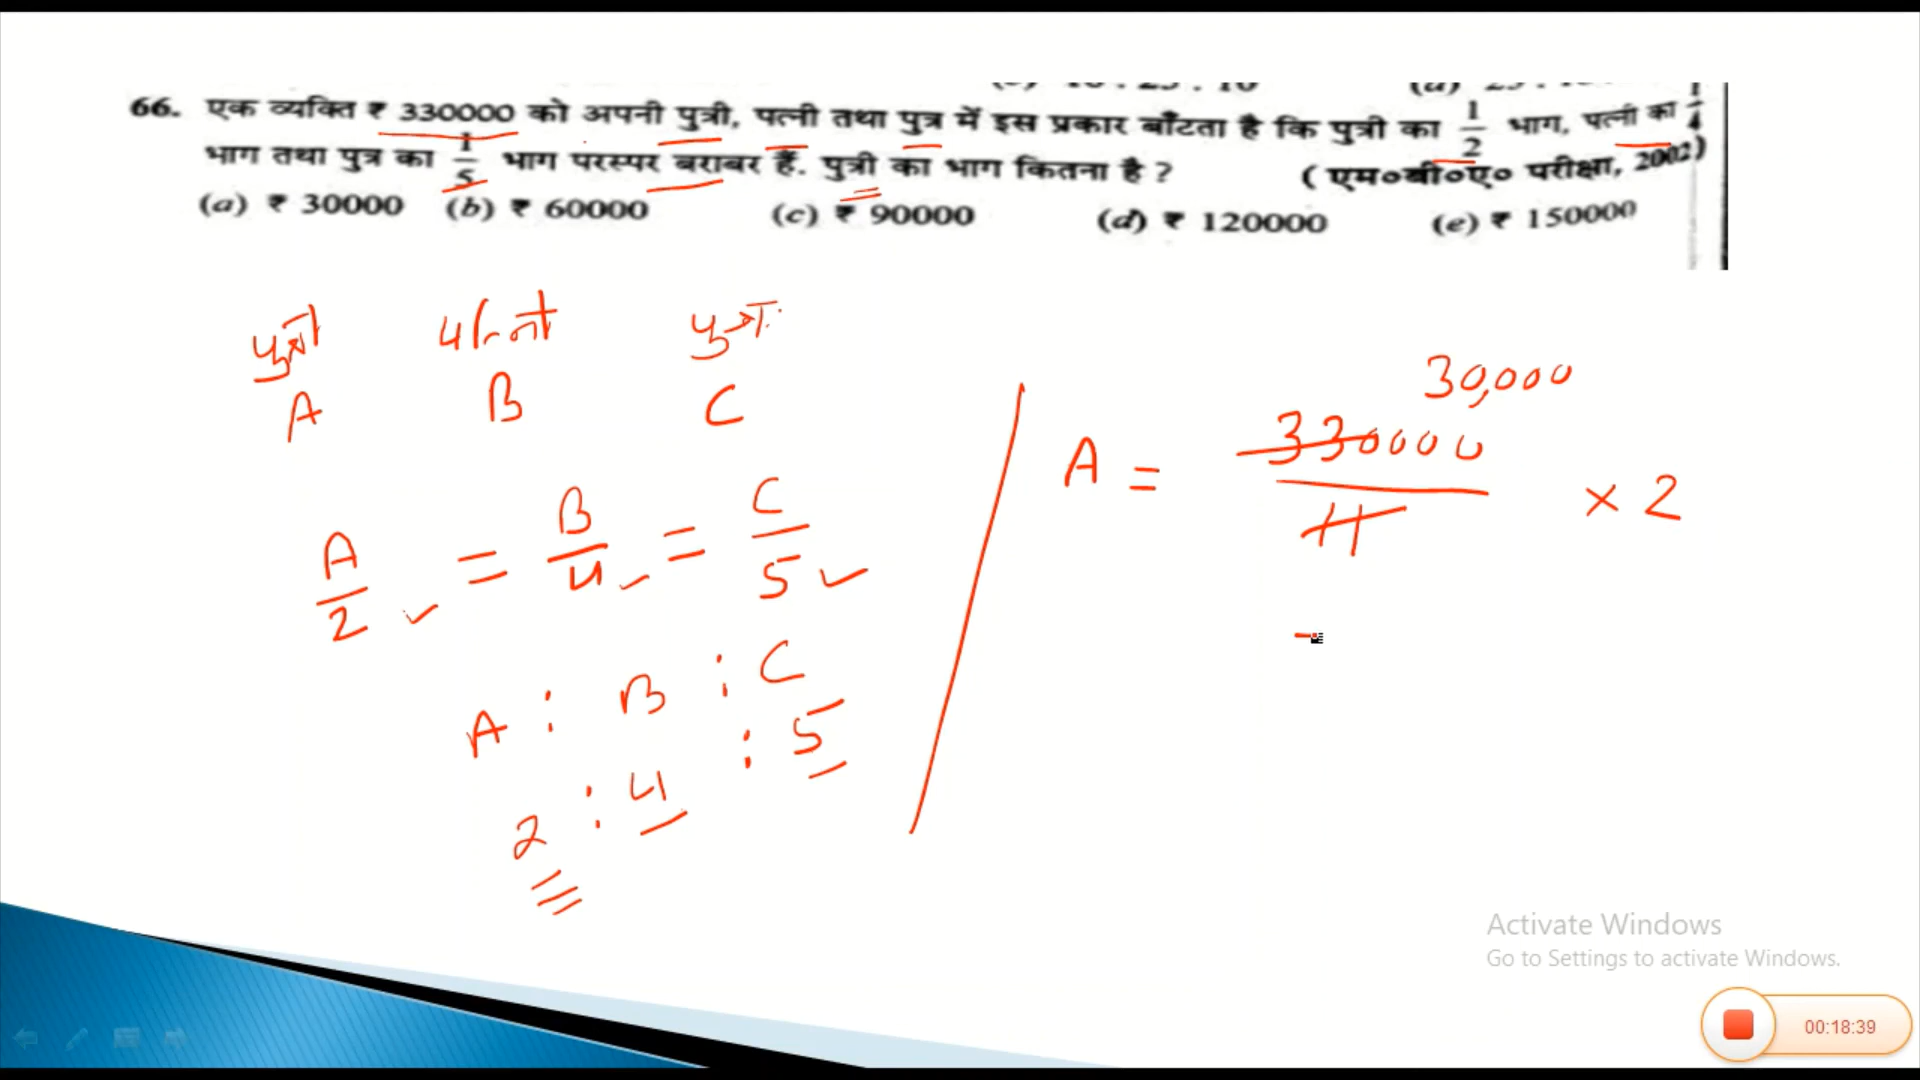 66. एक व्यक्ति ₹ 330000 को अपनी पुत्री, पत्नी तथा पुत्र में इस प्रकार बाँटता है कि पुत्री का 1/2 भाग, पत्नी का 1/4
भाग तथा पुत्र का 1/5 भाग परस्पर बराबर हैं. पुत्री का भाग कितना है ? (एम०बी०ए० परीक्षा, 2002)
(a) ₹ 30000 (b) ₹ 60000 (c) ₹ 90000 (d) ₹ 120000 (e) ₹ 150000
पुत्री पत्नी पुत्र
A B C
A/2 = B/4 = C/5
A : B : C
2 : 4 : 5
30,000
A = 330000/11 × 2
Activate Windows
Go to Settings to activate Windows.
00:18:39